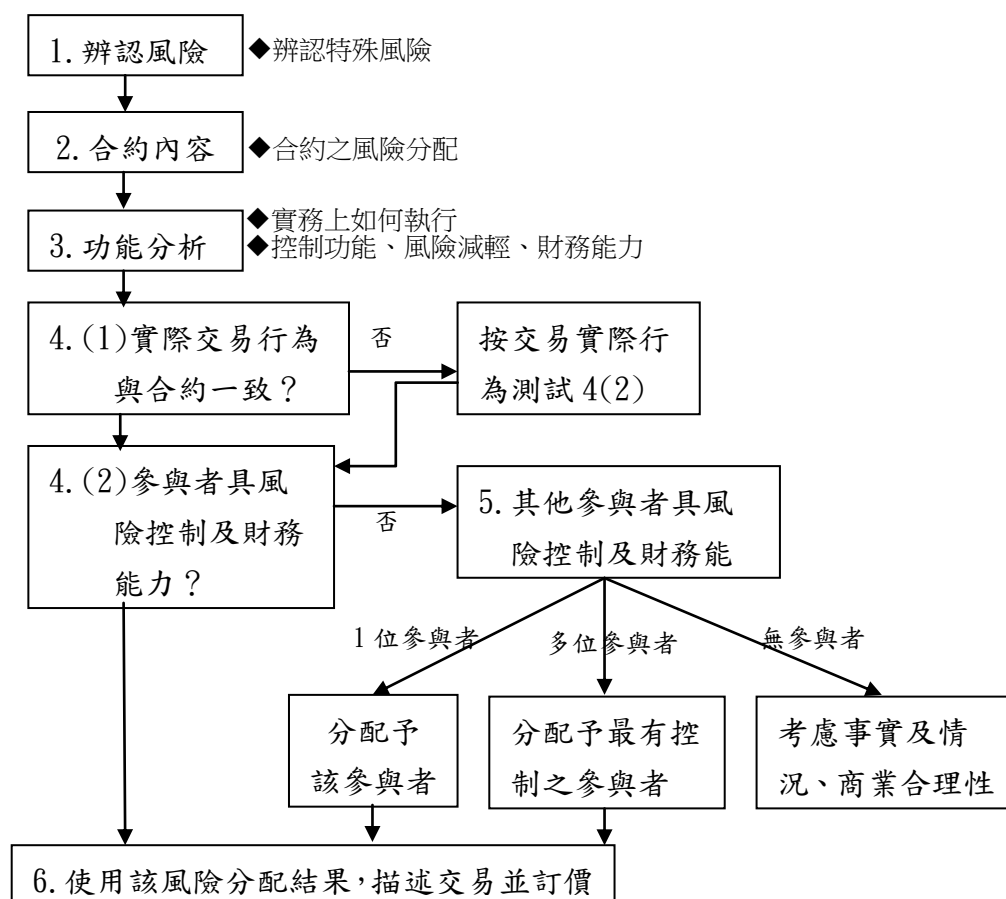 1.辨認風險
◆辨認特殊風險
2.合約內容
◆合約之風險分配
3.功能分析
◆實務上如何執行
◆控制功能、風險減輕、財務能力
4.(1)實際交易行為
與合約一致？
否
按交易實際行
為測試4(2)
4.(2)參與者具風
險控制及財務
能力？
否
5.其他參與者具風
險控制及財務能
1位參與者
多位參與者
無參與者
分配予
該參與者
分配予最有控
制之參與者
考慮事實及情
況、商業合理性
6.使用該風險分配結果，描述交易並訂價